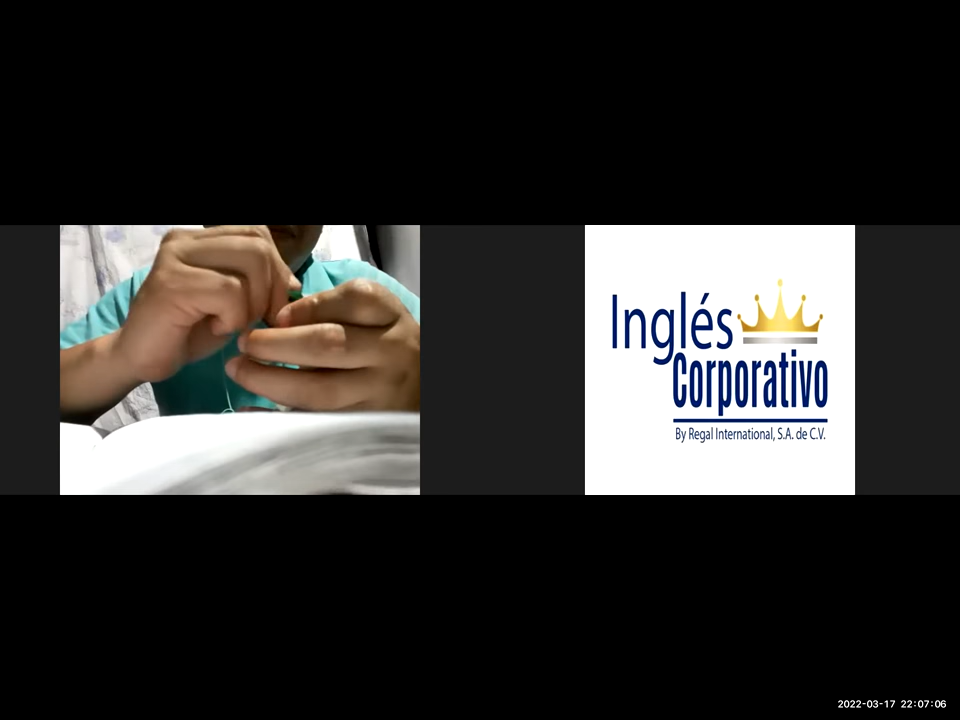 Inglés
Corporativo
By Regal International, S.A. de C.V.
2022-03-17 22:07:06